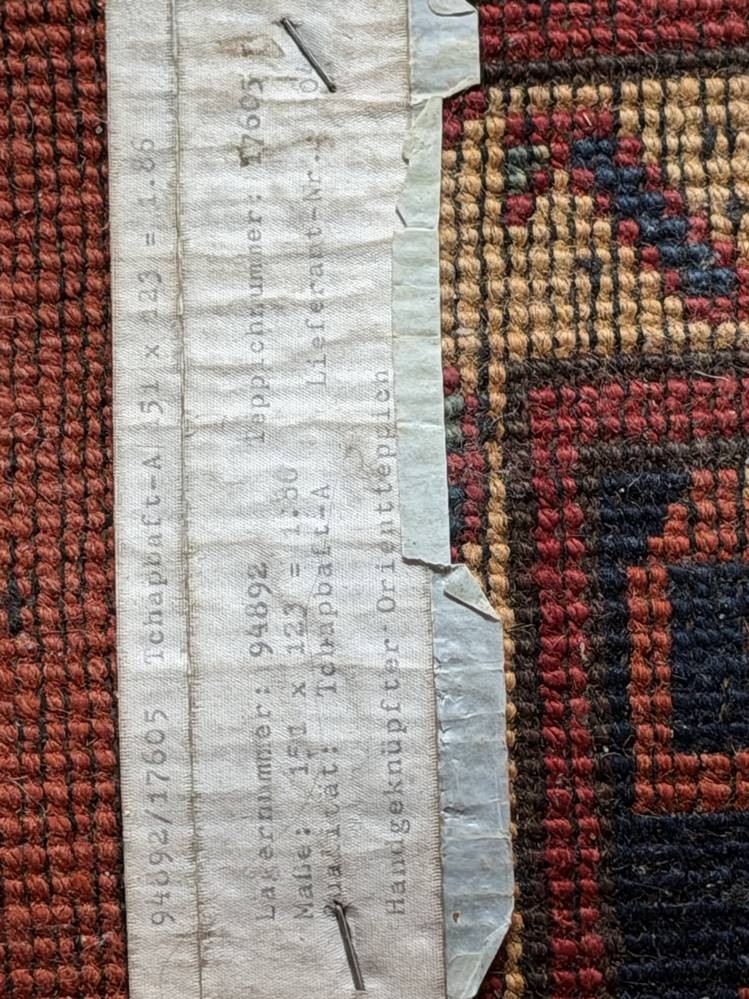 94892/17605 Tchapbaft-A 151 x 123 = 1.86
Lagernummer: 94892 Teppichnummer: 17605
Maße: 151 x 123 = 1.86
Qualität: Tchapbaft-A Lieferant-Nr.:
Handgeknüpfter Orientteppich